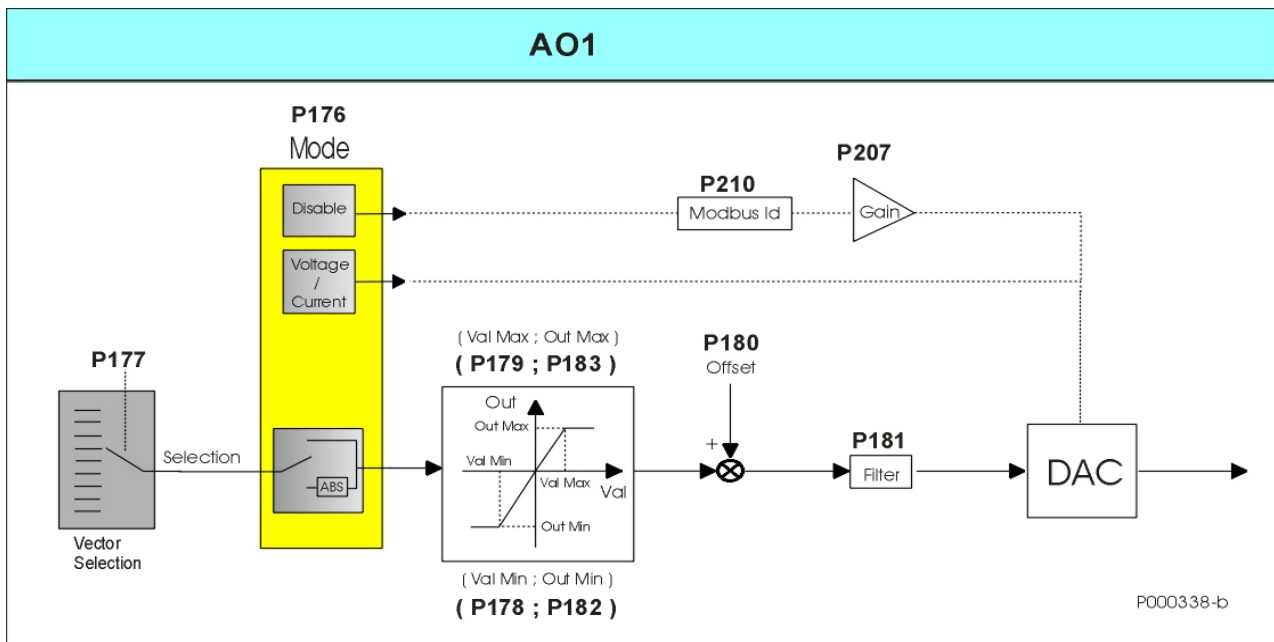 AO1
P176
Mode
P207
P210
Disable
Modbus Id
Gain
Voltage
/
Current
( Val Max ; Out Max )
( P179 ; P183 )
P180
Offset
P177
Out
Out Max
Val Min
Val Max
Val
Out Min
+
P181
Filter
DAC
Selection
ABS
Vector
Selection
( Val Min ; Out Min )
( P178 ; P182 )
P000338-b